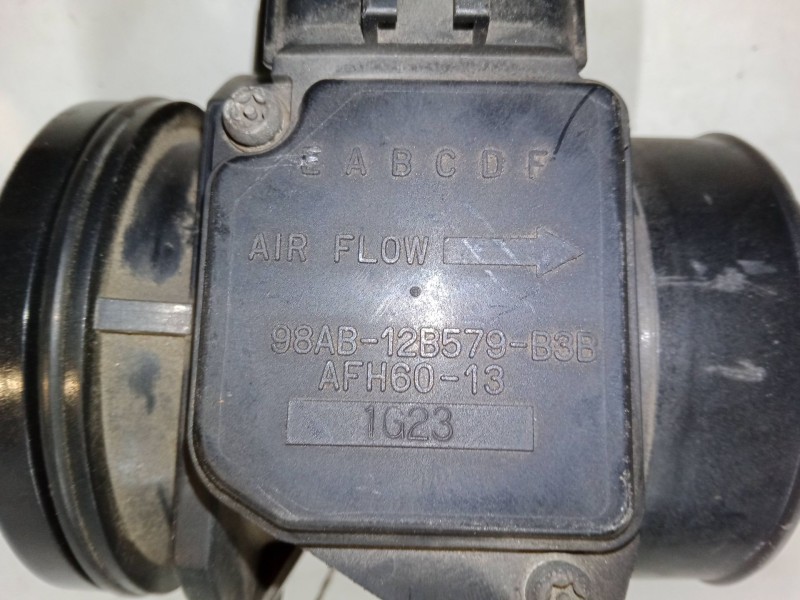 E A B C D F
AIR FLOW
98AB-12B579-B3B
AFH60-13
1G23